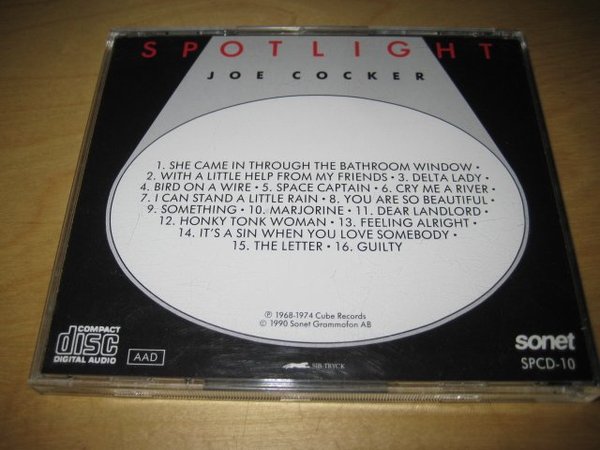 SPOTLIGHT
JOE COCKER
1. SHE CAME IN THROUGH THE BATHROOM WINDOW •
2. WITH A LITTLE HELP FROM MY FRIENDS • 3. DELTA LADY •
4. BIRD ON A WIRE • 5. SPACE CAPTAIN • 6. CRY ME A RIVER •
7. I CAN STAND A LITTLE RAIN • 8. YOU ARE SO BEAUTIFUL •
9. SOMETHING • 10. MARJORINE • 11. DEAR LANDLORD •
12. HONKY TONK WOMAN • 13. FEELING ALRIGHT •
14. IT'S A SIN WHEN YOU LOVE SOMEBODY •
15. THE LETTER • 16. GUILTY
℗ 1968-1974 Cube Records
© 1990 Sonet Grammofon AB
COMPACT
disc
DIGITAL AUDIO
AAD
SIB-TRYCK
sonet
SPCD-10